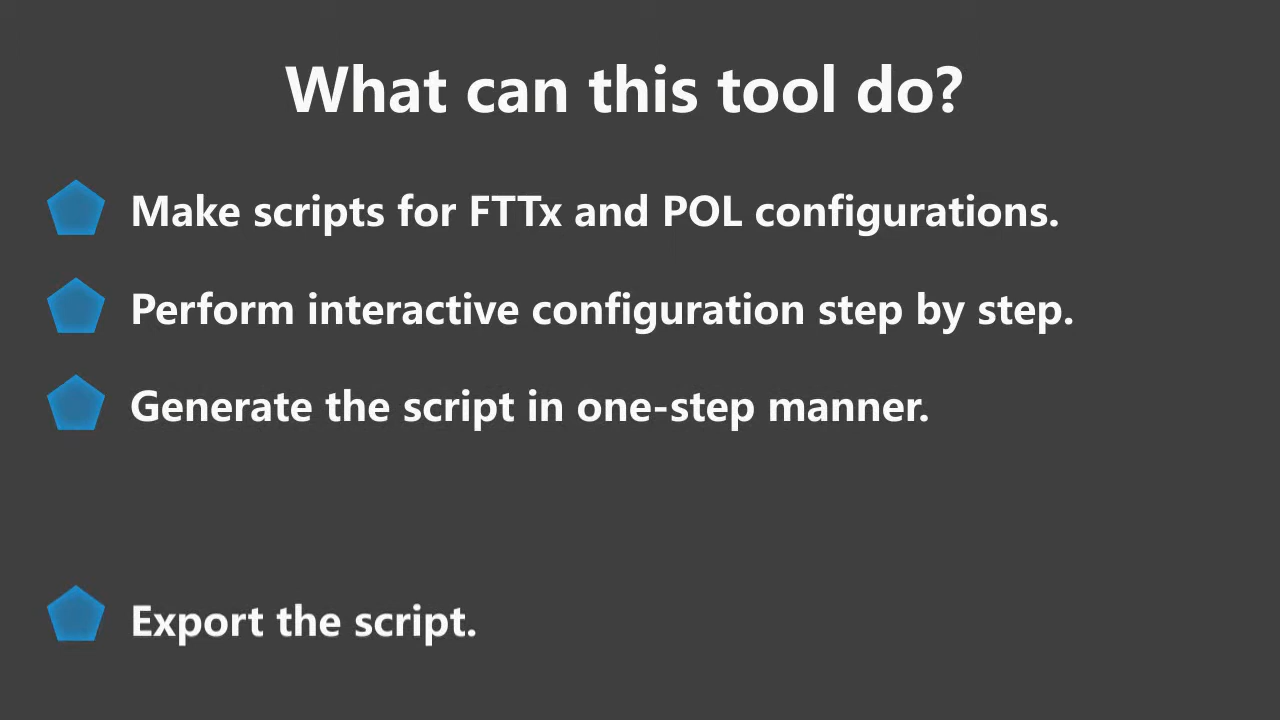 What can this tool do?
Make scripts for FTTx and POL configurations.
Perform interactive configuration step by step.
Generate the script in one-step manner.
Export the script.